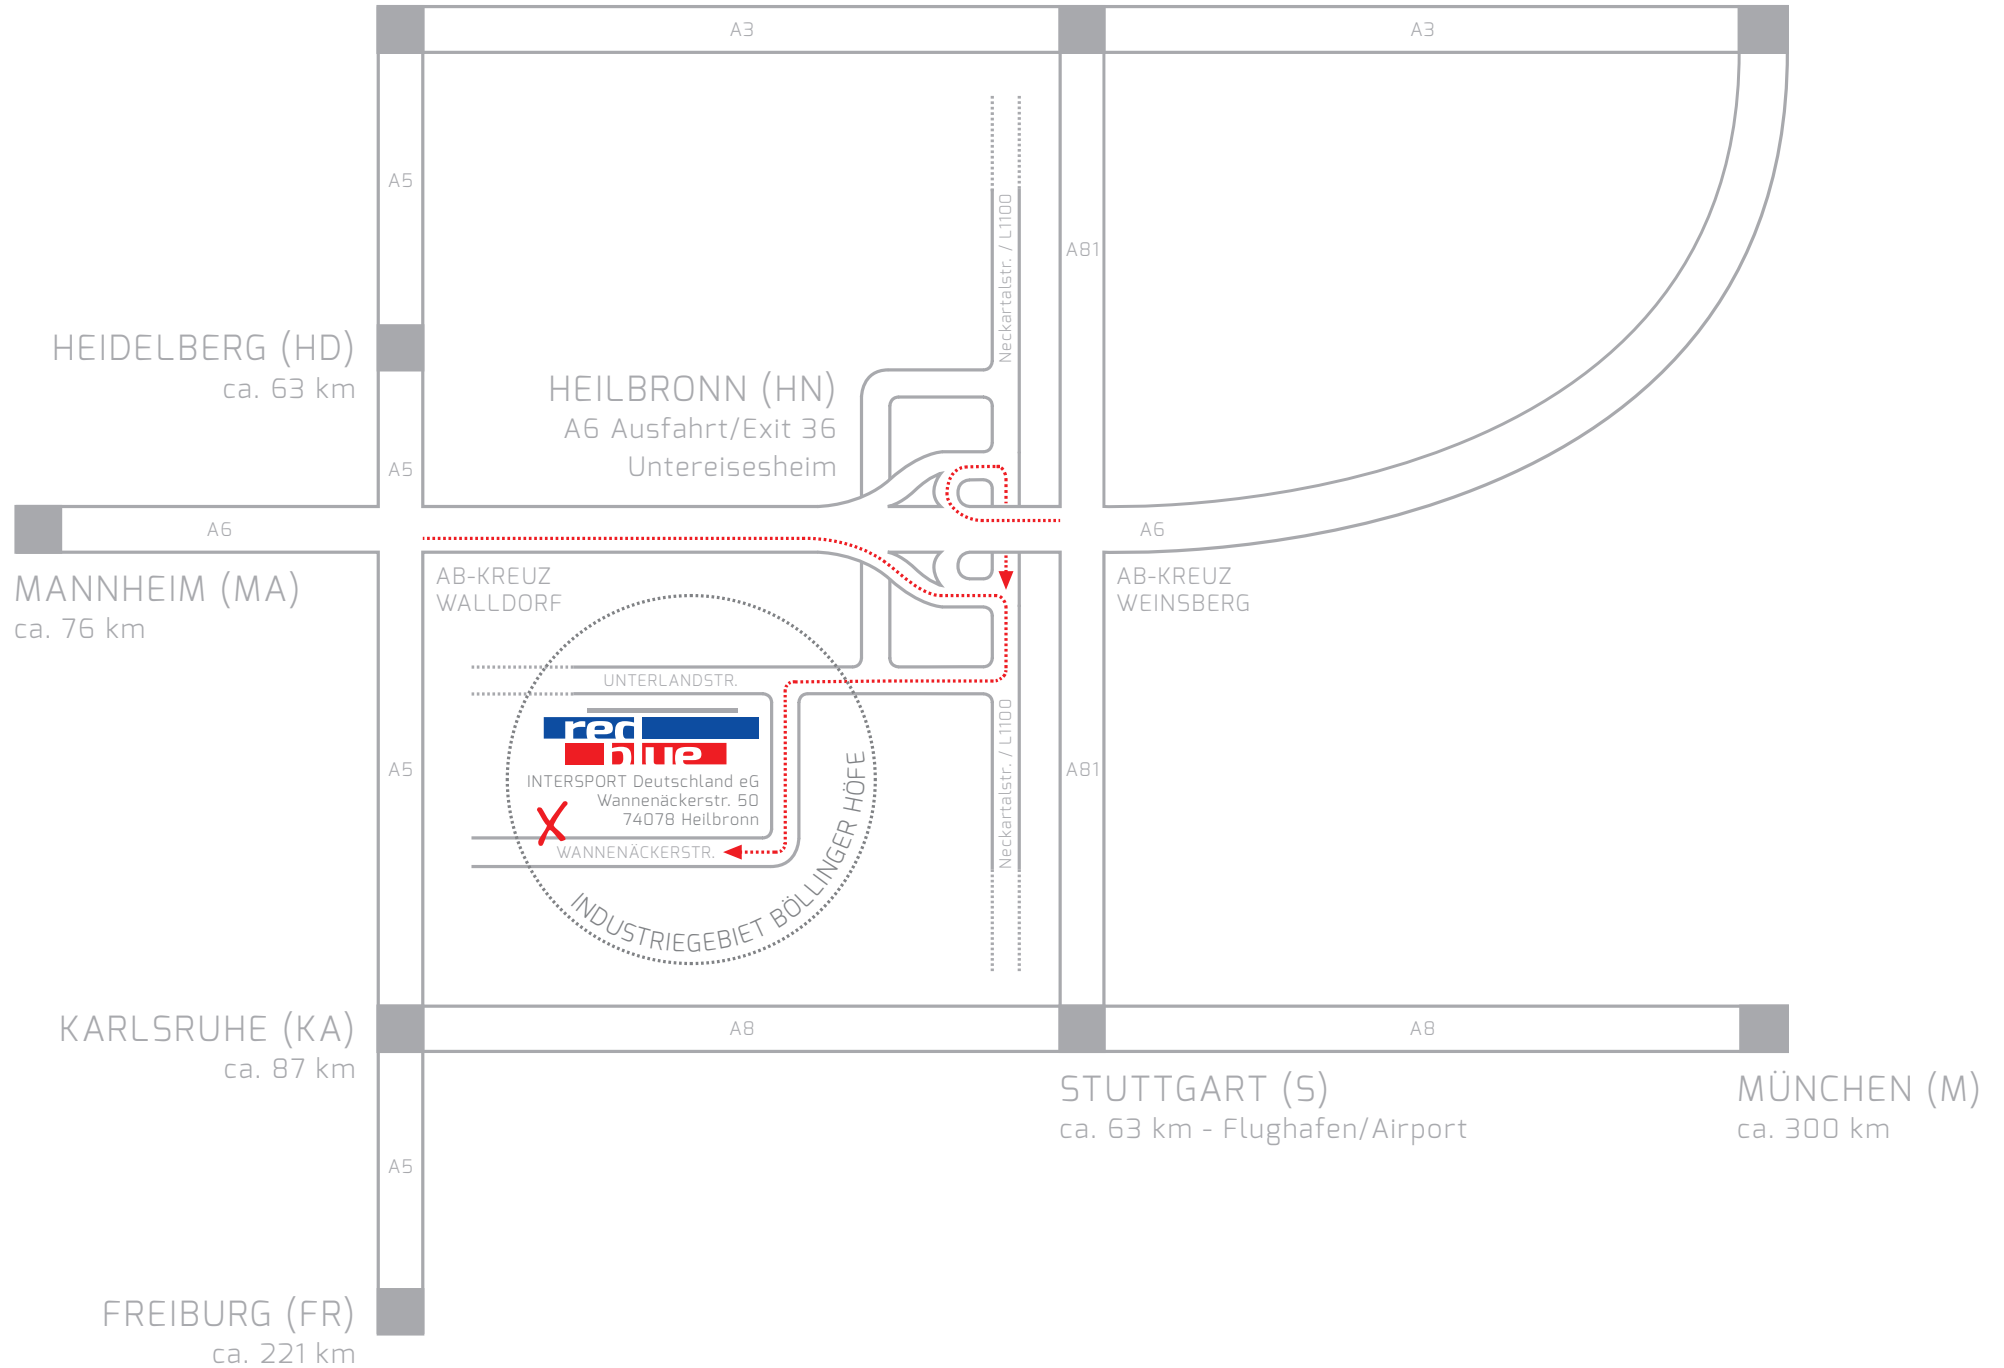 A3
A3
A5
Neckartalstr. / L1100
A81
HEIDELBERG (HD)
ca. 63 km
HEILBRONN (HN)
A6 Ausfahrt/Exit 36
Untereisesheim
A5
A6
A6
MANNHEIM (MA)
ca. 76 km
AB-KREUZ
WALLDORF
AB-KREUZ
WEINSBERG
UNTERLANDSTR.
red
blue
INTERSPORT Deutschland eG
Wannenäckerstr. 50
74078 Heilbronn
WANNENÄCKERSTR.
INDUSTRIEGEBIET BÖLLINGER HÖFE
A5
Neckartalstr. / L1100
A81
KARLSRUHE (KA)
ca. 87 km
A8
A8
STUTTGART (S)
ca. 63 km - Flughafen/Airport
MÜNCHEN (M)
ca. 300 km
A5
FREIBURG (FR)
ca. 221 km